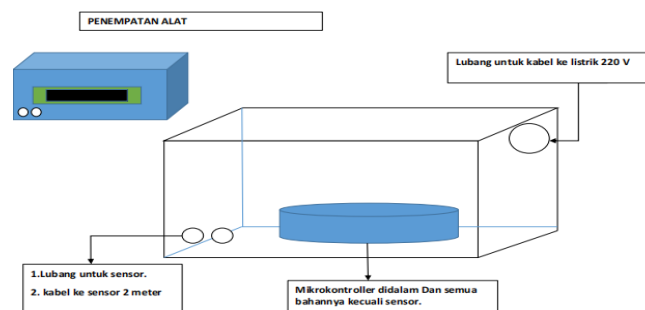 PENEMPATAN ALAT
Lubang untuk kabel ke listrik 220 V
1.Lubang untuk sensor.
2. kabel ke sensor 2 meter
Mikrokontroller didalam Dan semua
bahannya kecuali sensor.